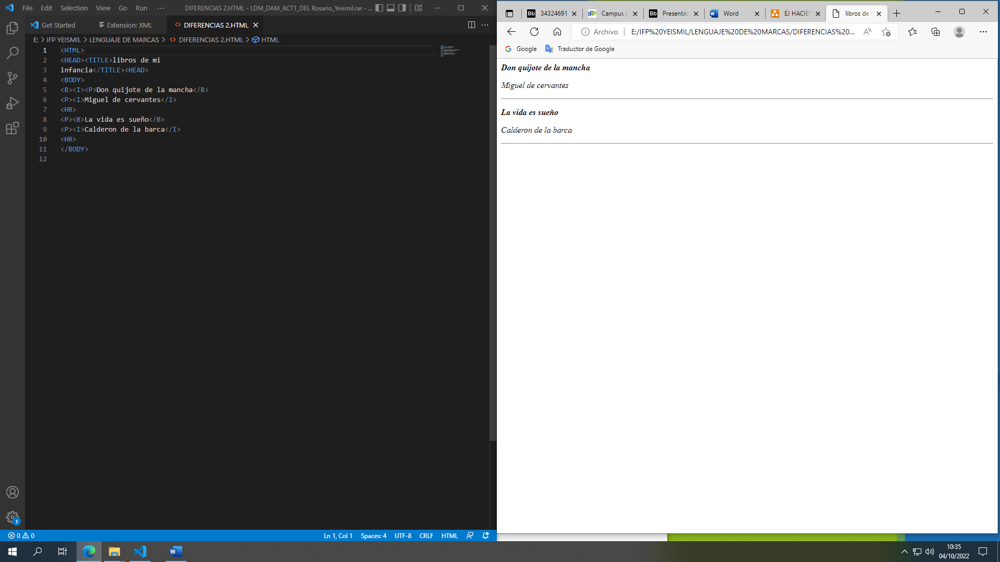 File Edit Selection View Go Run ··· DIFERENCIAS 2.HTML - LDM_DAM_ACT1_DEL Rosario_Yeismil.rar - ...
Get Started Extension: XML DIFERENCIAS 2.HTML
E: > IFP YEISMIL > LENGUAJE DE MARCAS > DIFERENCIAS 2.HTML > HTML
1 <HTML>
2 <HEAD><TITLE>libros de mi
3 infancia</TITLE><HEAD>
4 <BODY>
5 <B><I><P>Don quijote de la mancha</B>
6 <P><I>Miguel de cervantes</I>
7 <HR>
8 <P><B>La vida es sueño</B>
9 <P><I>Calderon de la barca</I>
10 <HR>
11 </BODY>
12
1
0 0 Ln 1, Col 1 Spaces: 4 UTF-8 CRLF HTML
34324691 Campus Presentac Word EJ HACIEN libros de
Archivo | E:/IFP%20YEISMIL/LENGUAJE%20DE%20MARCAS/DIFERENCIAS%20...
Google Traductor de Google
Don quijote de la mancha
Miguel de cervantes
La vida es sueño
Calderon de la barca
10:35
04/10/2022